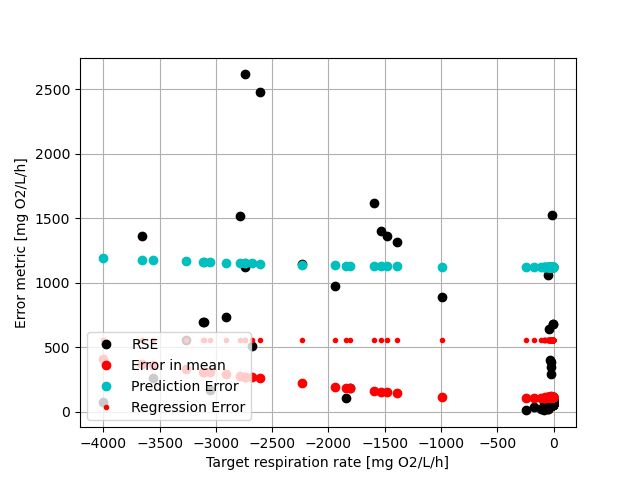 2500
2000
1500
1000
500
0
Error metric [mg O2/L/h]
RSE
Error in mean
Prediction Error
Regression Error
−4000 −3500 −3000 −2500 −2000 −1500 −1000 −500 0
Target respiration rate [mg O2/L/h]